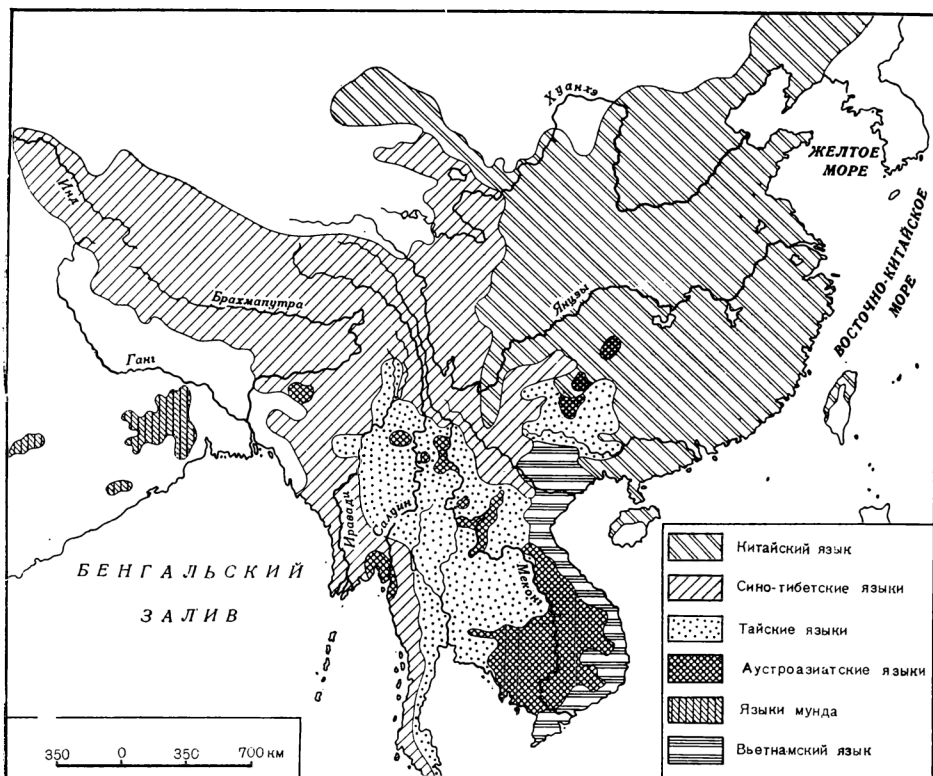 Хуанхэ
ЖЕЛТОЕ
МОРЕ
Инд
ВОСТОЧНО-КИТАЙСКОЕ
МОРЕ
Брахмапутра
Янцзы
Ганг
Иравади
Салуин
Меконг
БЕНГАЛЬСКИЙ
ЗАЛИВ
Китайский язык
Сино-тибетские языки
Тайские языки
Аустроазиатские языки
Языки мунда
Вьетнамский язык
350 0 350 700 км